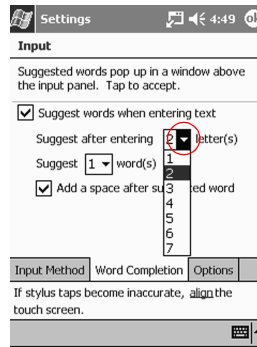 Settings 4:49 ok
Input
Suggested words pop up in a window above
the input panel. Tap to accept.
Suggest words when entering text
Suggest after entering 2 letter(s)
Suggest 1 word(s)
1
2
Add a space after su ted word
3
4
5
6
7
Input Method Word Completion Options
If stylus taps become inaccurate, align the
touch screen.